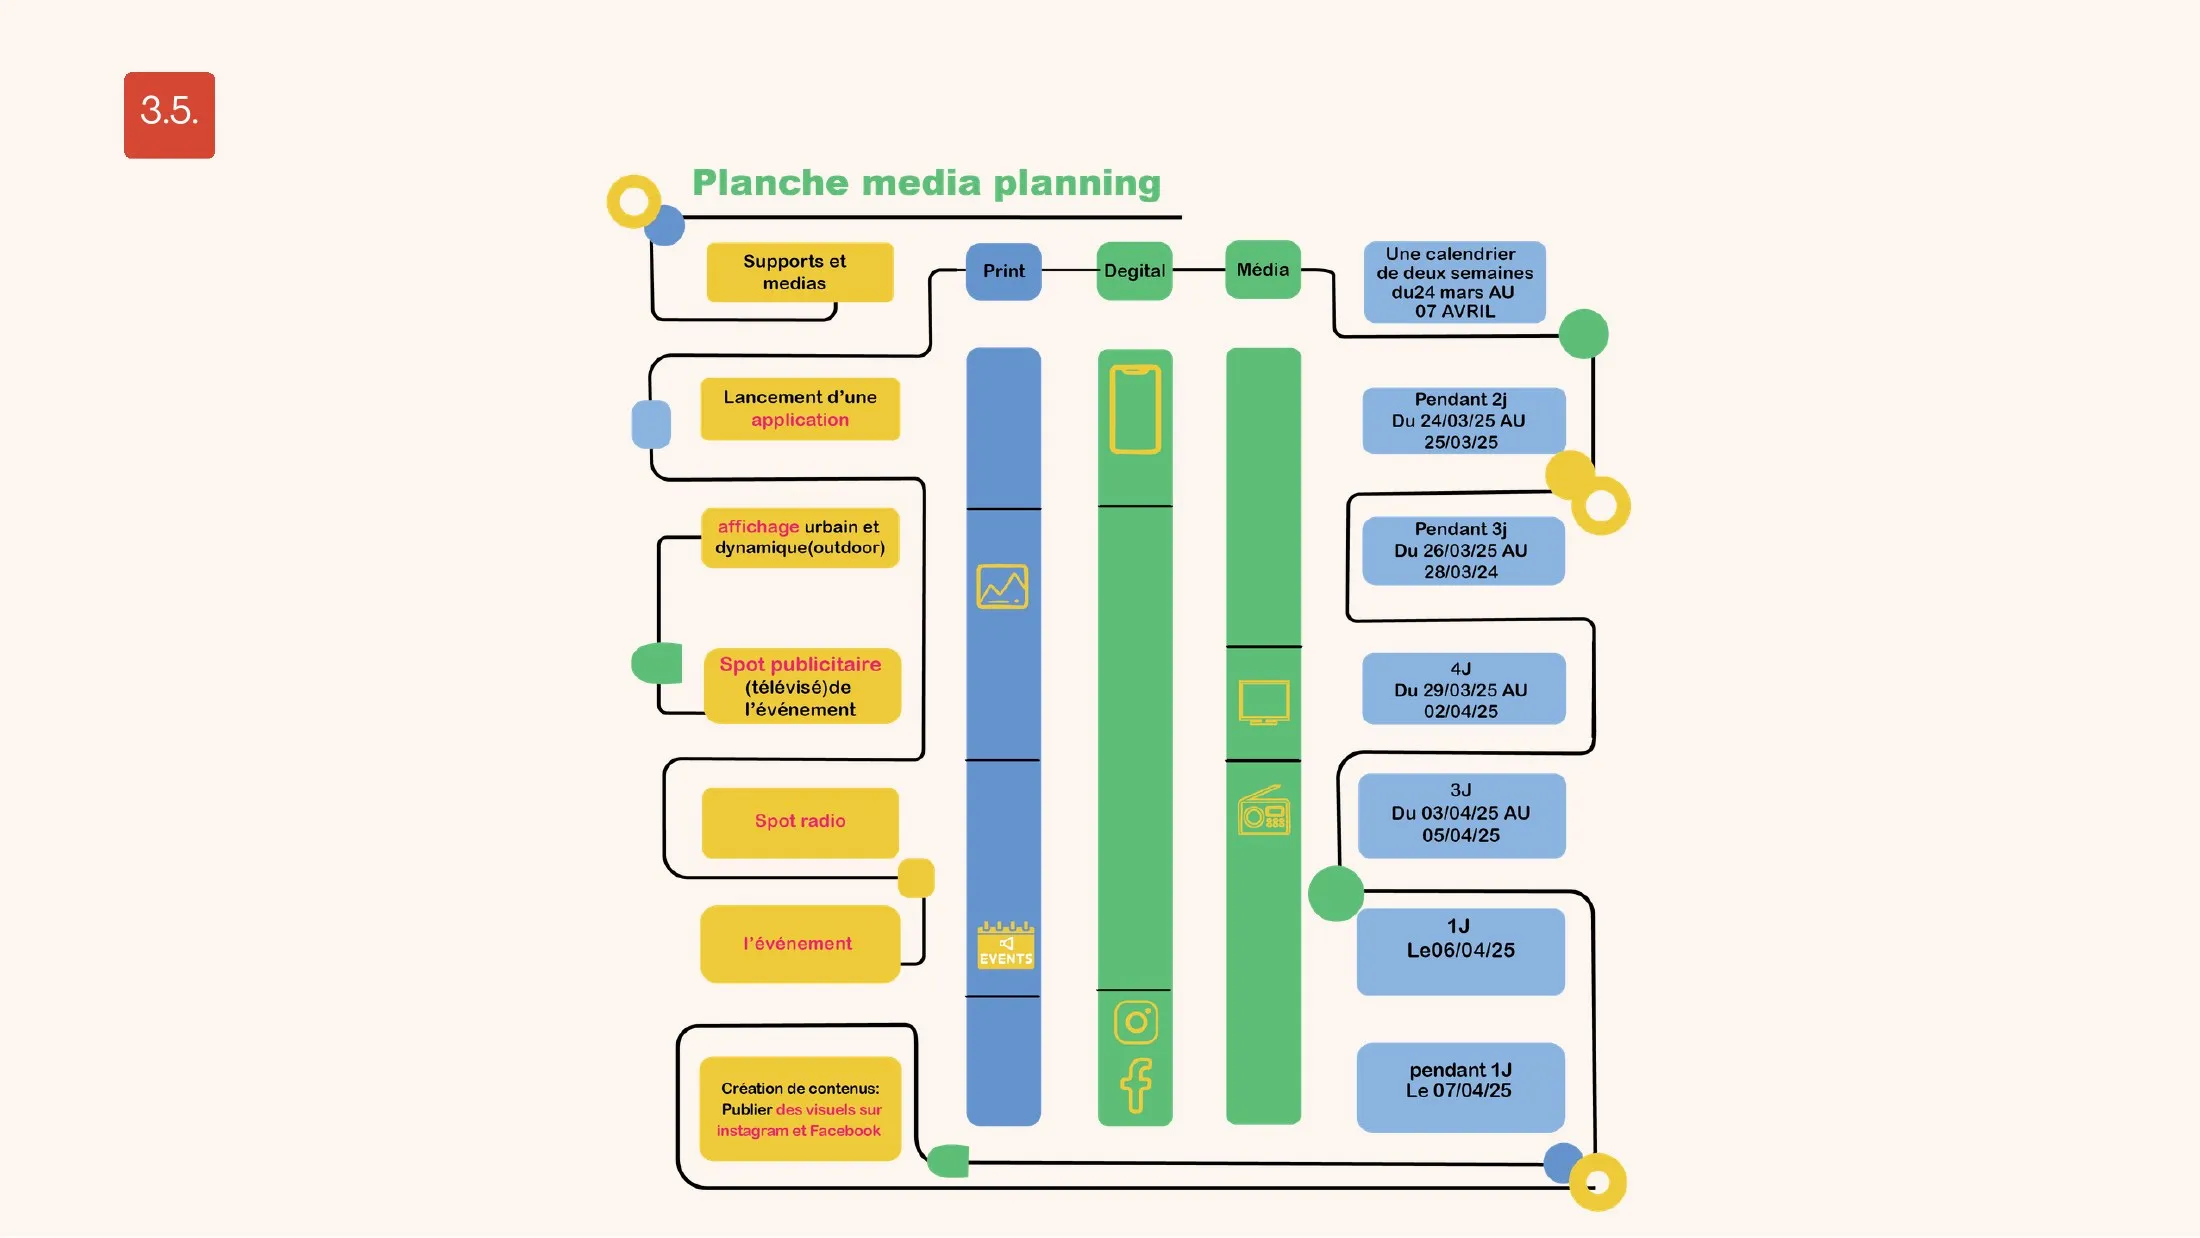 3.5.
Planche media planning
Supports et
medias
Print
Degital
Média
Une calendrier
de deux semaines
du24 mars AU
07 AVRIL
Lancement d’une
application
Pendant 2j
Du 24/03/25 AU
25/03/25
affichage urbain et
dynamique(outdoor)
Pendant 3j
Du 26/03/25 AU
28/03/24
Spot publicitaire
(télévisé)de
l’événement
4J
Du 29/03/25 AU
02/04/25
Spot radio
3J
Du 03/04/25 AU
05/04/25
l’événement
EVENTS
1J
Le06/04/25
Création de contenus:
Publier des visuels sur
instagram et Facebook
pendant 1J
Le 07/04/25